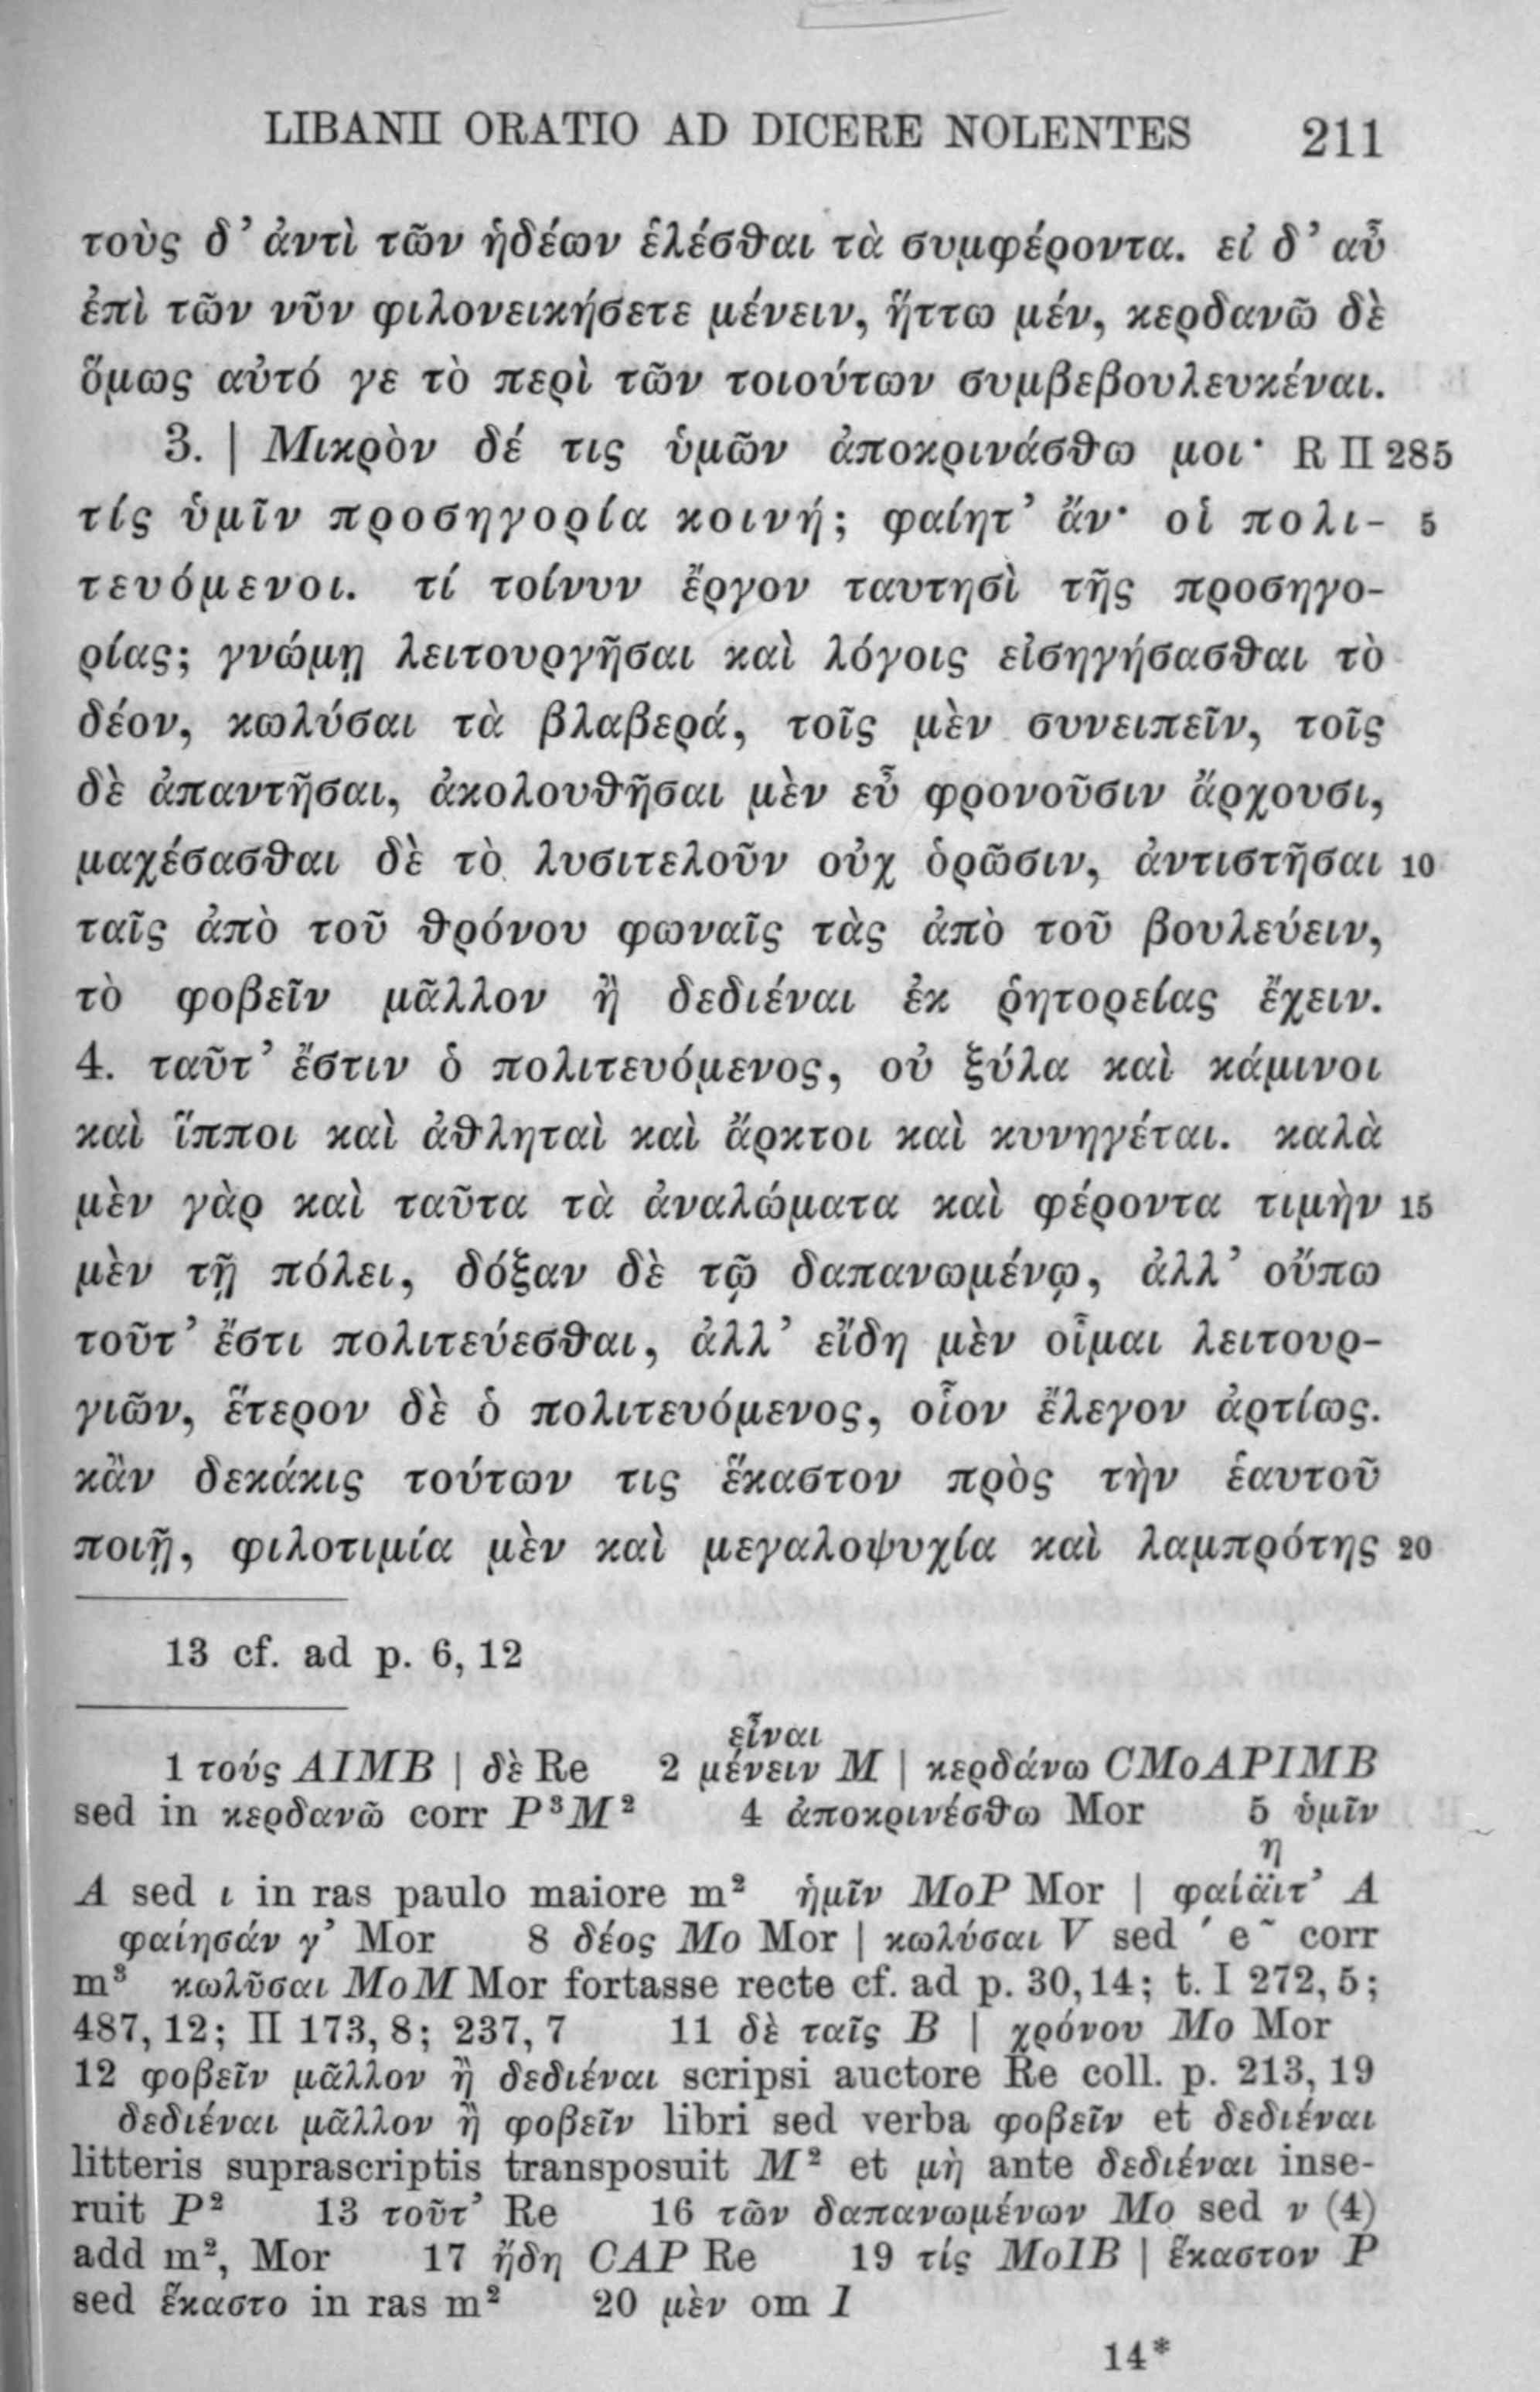 LIBANII ORATIO AD DICERE NOLENTES 211
τοὺς δ’ ἀντὶ τῶν ἡδέων ἑλέσθαι τὰ συμφέροντα. εἰ δ’ αὖ
ἐπὶ τῶν νῦν φιλονεικήσετε μένειν, ἥττω μέν, κερδανῶ δὲ
ὅμως αὐτό γε τὸ περὶ τῶν τοιούτων συμβεβουλευκέναι.
3. | Μικρὸν δέ τις ὑμῶν ἀποκρινάσθω μοι· R II 285
τίς ὑμῖν προσηγορία κοινή; φαίητ’ ἄν· οἱ πολι- 5
τευόμενοι. τί τοίνυν ἔργον ταυτησὶ τῆς προσηγο-
ρίας; γνώμῃ λειτουργῆσαι καὶ λόγοις εἰσηγήσασθαι τὸ
δέον, κωλύσαι τὰ βλαβερά, τοῖς μὲν συνειπεῖν, τοῖς
δὲ ἀπαντῆσαι, ἀκολουθῆσαι μὲν εὖ φρονοῦσιν ἄρχουσι,
μαχέσασθαι δὲ τὸ λυσιτελοῦν οὐχ ὁρῶσιν, ἀντιστῆσαι 10
ταῖς ἀπὸ τοῦ θρόνου φωναῖς τὰς ἀπὸ τοῦ βουλεύειν,
τὸ φοβεῖν μᾶλλον ἢ δεδιέναι ἐκ ῥητορείας ἔχειν.
4. ταῦτ’ ἔστιν ὁ πολιτευόμενος, οὐ ξύλα καὶ κάμινοι
καὶ ἵπποι καὶ ἀθληταὶ καὶ ἄρκτοι καὶ κυνηγέται. καλὰ
μὲν γὰρ καὶ ταῦτα τὰ ἀναλώματα καὶ φέροντα τιμὴν 15
μὲν τῇ πόλει, δόξαν δὲ τῷ δαπανωμένῳ, ἀλλ’ οὔπω
τοῦτ’ ἔστι πολιτεύεσθαι, ἀλλ’ εἴδη μὲν οἶμαι λειτουρ-
γιῶν, ἕτερον δὲ ὁ πολιτευόμενος, οἷον ἔλεγον ἀρτίως.
κἂν δεκάκις τούτων τις ἕκαστον πρὸς τὴν ἑαυτοῦ
ποιῇ, φιλοτιμία μὲν καὶ μεγαλοψυχία καὶ λαμπρότης 20
13 cf. ad p. 6, 12
εἶναι
1 τούς AIMB | δὲ Re 2 μένειν M | κερδάνω CMoAPIMB
sed in κερδανῶ corr P³M² 4 ἀποκρινέσθω Mor 5 ὑμῖν
η
A sed ι in ras paulo maiore m² ἡμῖν MoP Mor | φαίάϊτ’ A
φαίησάν γ’ Mor 8 δέος Mo Mor | κωλύσαι V sed ´ e ῀ corr
m³ κωλῦσαι MoM Mor fortasse recte cf. ad p. 30, 14; t. I 272, 5;
487, 12; II 173, 8; 237, 7 11 δὲ ταῖς B | χρόνου Mo Mor
12 φοβεῖν μᾶλλον ἢ δεδιέναι scripsi auctore Re coll. p. 213, 19
δεδιέναι μᾶλλον ἢ φοβεῖν libri sed verba φοβεῖν et δεδιέναι
litteris suprascriptis transposuit M² et μὴ ante δεδιέναι inse-
ruit P² 13 τοῦτ’ Re 16 τῶν δαπανωμένων Mo sed ν (4)
add m², Mor 17 ἤδη CAP Re 19 τίς MoIB | ἕκαστον P
sed ἕκαστο in ras m² 20 μὲν om I
14*